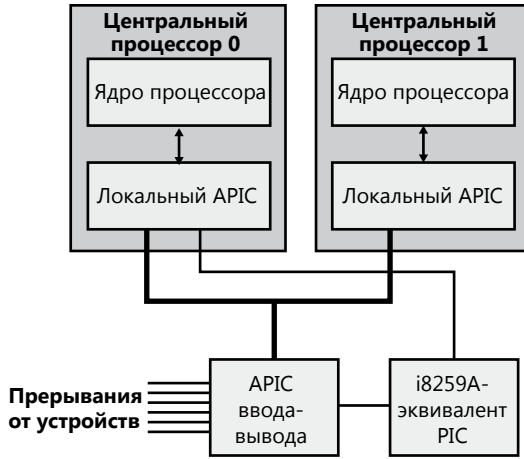 Центральный
процессор 0
Ядро процессора
Локальный APIC
Центральный
процессор 1
Ядро процессора
Локальный APIC
Прерывания
от устройств
APIC
ввода-
вывода
i8259A-
эквивалент
PIC